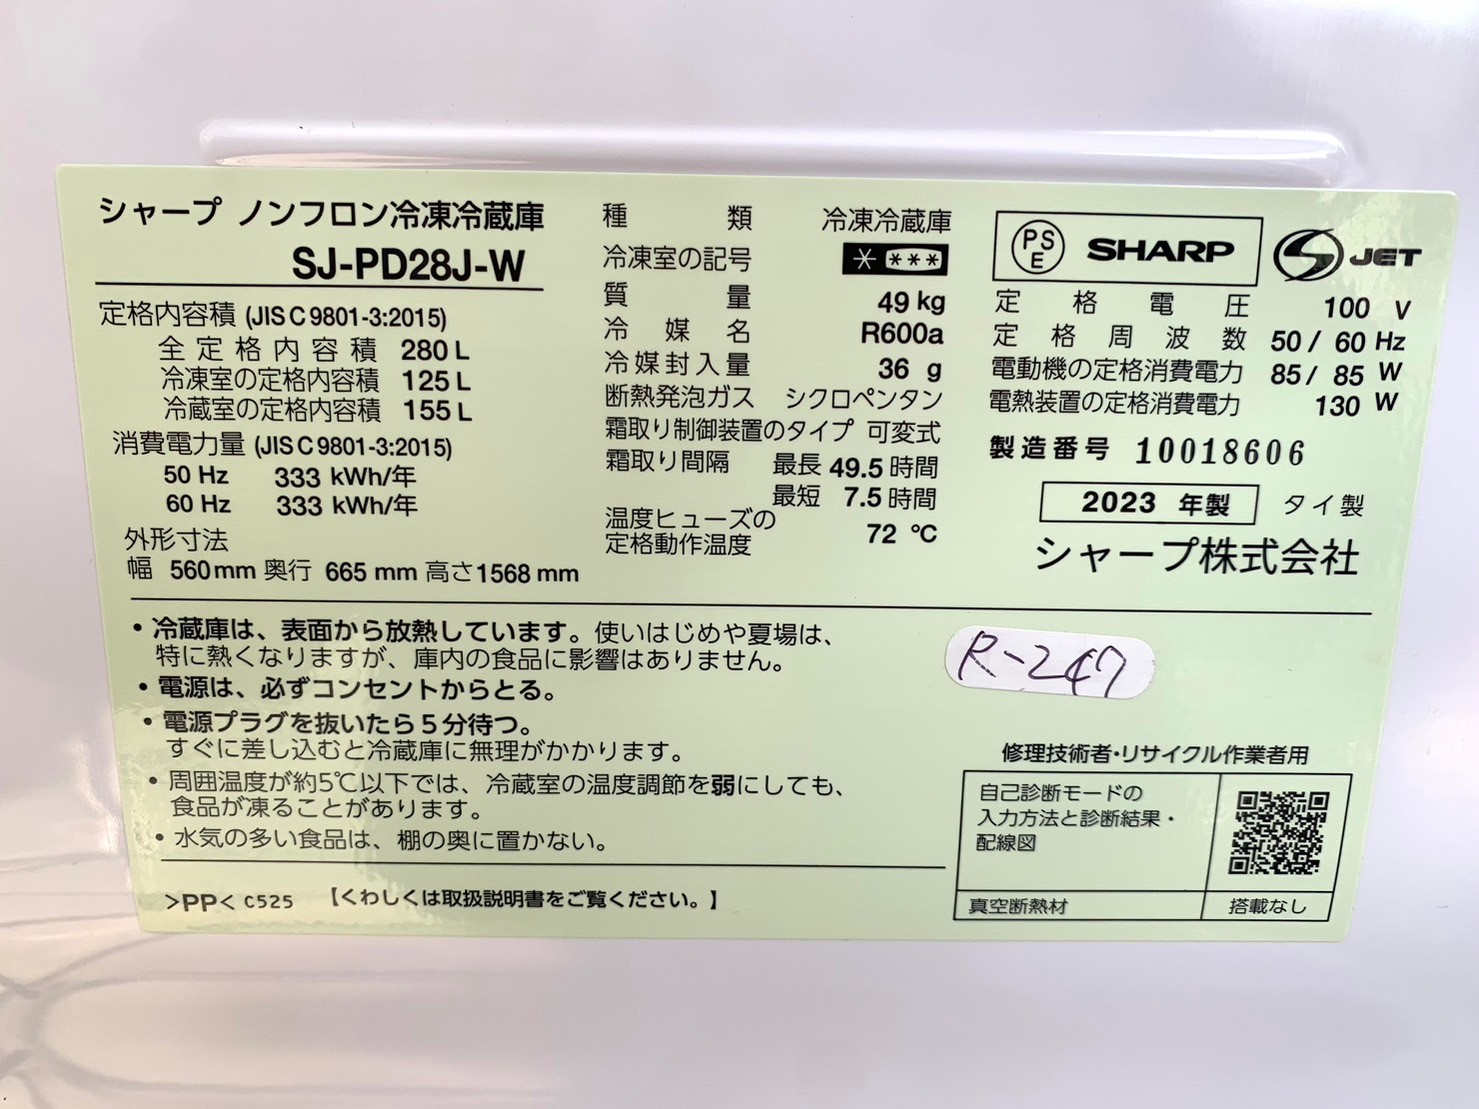 シャープ ノンフロン冷凍冷蔵庫
SJ-PD28J-W
定格内容積 (JIS C 9801-3:2015)
全定格内容積 280 L
冷凍室の定格内容積 125 L
冷蔵室の定格内容積 155 L
消費電力量 (JIS C 9801-3:2015)
50 Hz 333 kWh/年
60 Hz 333 kWh/年
外形寸法
幅 560 mm 奥行 665 mm 高さ 1568 mm
種類 冷凍冷蔵庫
冷凍室の記号 * ***
質量 49 kg
冷媒名 R600a
冷媒封入量 36 g
断熱発泡ガス シクロペンタン
霜取り制御装置のタイプ 可変式
霜取り間隔 最長 49.5 時間
最短 7.5 時間
温度ヒューズの
定格動作温度 72 ℃
PSE SHARP S JET
定格電圧 100 V
定格周波数 50 / 60 Hz
電動機の定格消費電力 85 / 85 W
電熱装置の定格消費電力 130 W
製造番号 10018606
2023 年製 タイ製
シャープ株式会社
・冷蔵庫は、表面から放熱しています。使いはじめや夏場は、
特に熱くなりますが、庫内の食品に影響はありません。
・電源は、必ずコンセントからとる。
・電源プラグを抜いたら5分待つ。
すぐに差し込むと冷蔵庫に無理がかかります。
・周囲温度が約5℃以下では、冷蔵室の温度調節を弱にしても、
食品が凍ることがあります。
・水気の多い食品は、棚の奥に置かない。
>PP< C525 【くわしくは取扱説明書をご覧ください。】
R-247
修理技術者・リサイクル作業者用
自己診断モードの
入力方法と診断結果・
配線図
真空断熱材 搭載なし